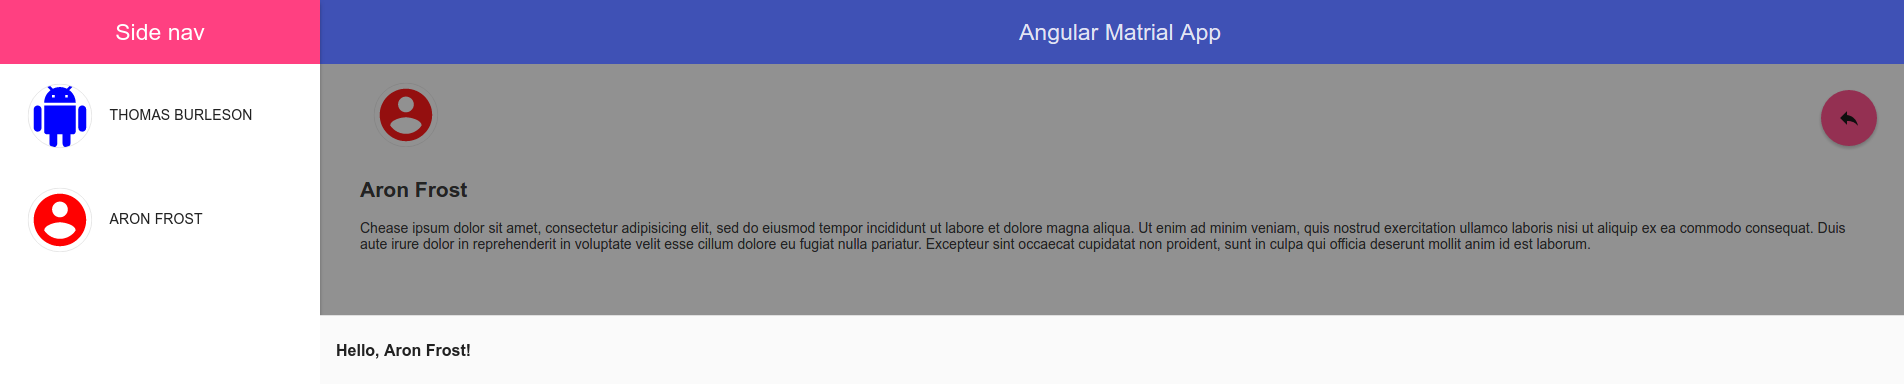 Side nav
Angular Matrial App
THOMAS BURLESON
ARON FROST
Aron Frost
Chease ipsum dolor sit amet, consectetur adipisicing elit, sed do eiusmod tempor incididunt ut labore et dolore magna aliqua. Ut enim ad minim veniam, quis nostrud exercitation ullamco laboris nisi ut aliquip ex ea commodo consequat. Duis
aute irure dolor in reprehenderit in voluptate velit esse cillum dolore eu fugiat nulla pariatur. Excepteur sint occaecat cupidatat non proident, sunt in culpa qui officia deserunt mollit anim id est laborum.
Hello, Aron Frost!